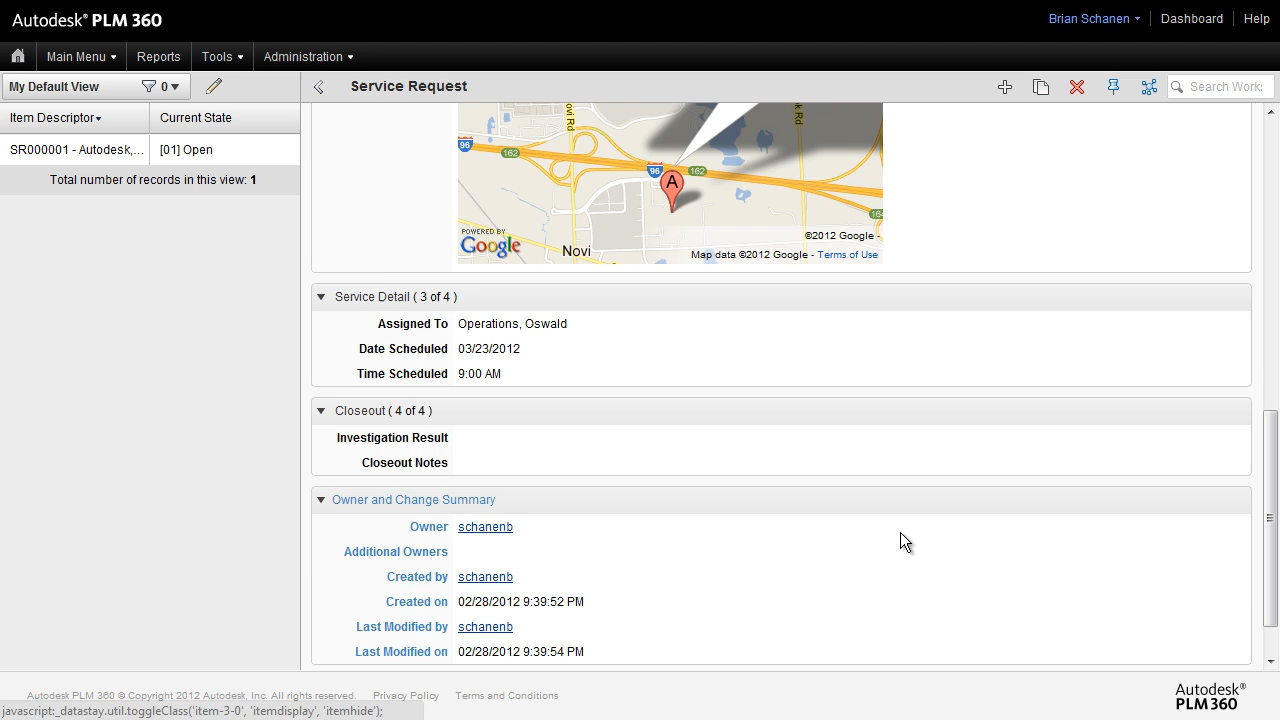 Autodesk® PLM 360
Brian Schanen
Dashboard
Help
Main Menu
Reports
Tools
Administration
My Default View
0
Service Request
Search Works
Item Descriptor
Current State
SR000001 - Autodesk,...
[01] Open
Total number of records in this view: 1
96
162
96
162
Novi
POWERED BY
Google
©2012 Google -
Map data ©2012 Google - Terms of Use
Service Detail ( 3 of 4 )
Assigned To Operations, Oswald
Date Scheduled 03/23/2012
Time Scheduled 9:00 AM
Closeout ( 4 of 4 )
Investigation Result
Closeout Notes
Owner and Change Summary
Owner schanenb
Additional Owners
Created by schanenb
Created on 02/28/2012 9:39:52 PM
Last Modified by schanenb
Last Modified on 02/28/2012 9:39:54 PM
Autodesk PLM 360 © Copyright 2012 Autodesk, Inc. All rights reserved.
Privacy Policy
Terms and Conditions
Autodesk®
PLM 360
javascript:_datastay.util.toggleClass('item-3-0', 'itemdisplay', 'itemhide');